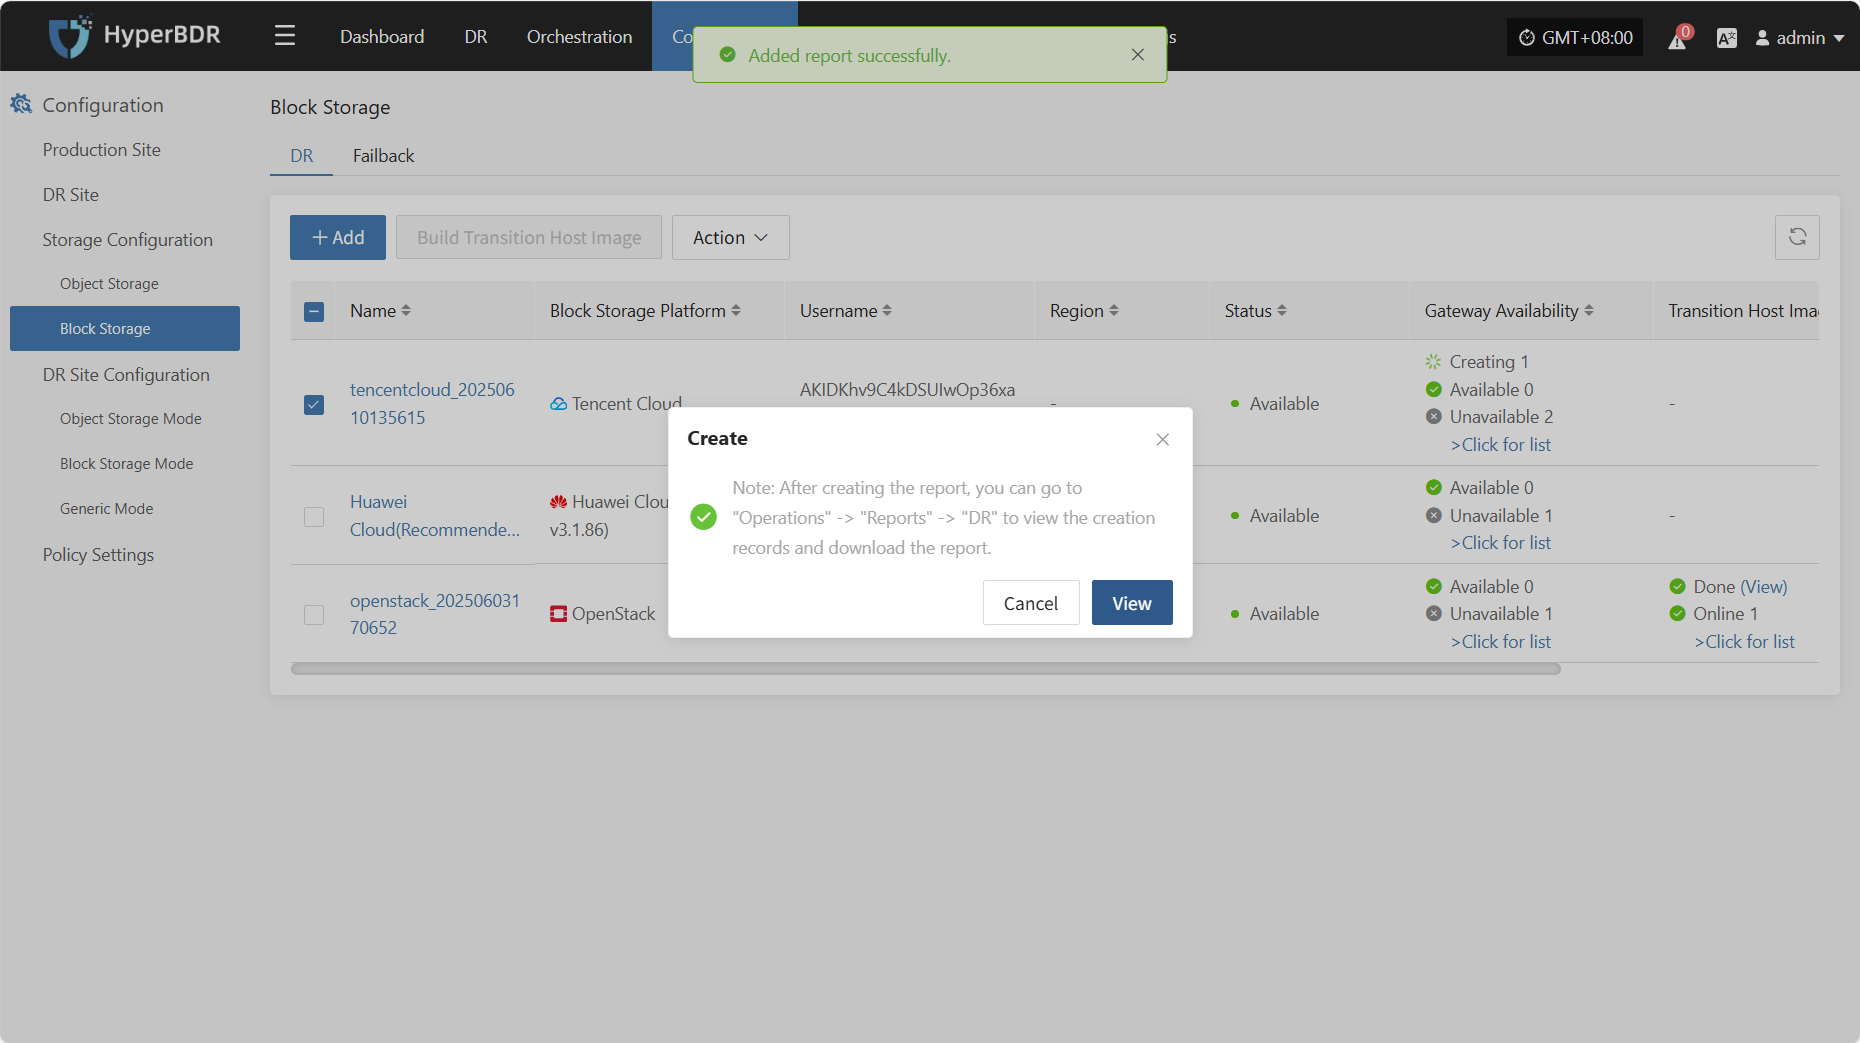 HyperBDR
Dashboard
DR
Orchestration
Co
Added report successfully.
s
GMT+08:00
0
admin
Configuration
Production Site
DR Site
Storage Configuration
Object Storage
Block Storage
DR Site Configuration
Object Storage Mode
Block Storage Mode
Generic Mode
Policy Settings
Block Storage
DR
Failback
+ Add
Build Transition Host Image
Action
Name
Block Storage Platform
Username
Region
Status
Gateway Availability
Transition Host Ima
tencentcloud_202506
10135615
Tencent Cloud
AKIDKhv9C4kDSUIwOp36xa
-
Available
Creating 1
Available 0
Unavailable 2
>Click for list
-
Huawei
Cloud(Recommende...
Huawei Clou
v3.1.86)
Available
Available 0
Unavailable 1
>Click for list
-
openstack_202506031
70652
OpenStack
Available
Available 0
Unavailable 1
>Click for list
Done (View)
Online 1
>Click for list
Create
Note: After creating the report, you can go to
"Operations" -> "Reports" -> "DR" to view the creation
records and download the report.
Cancel
View